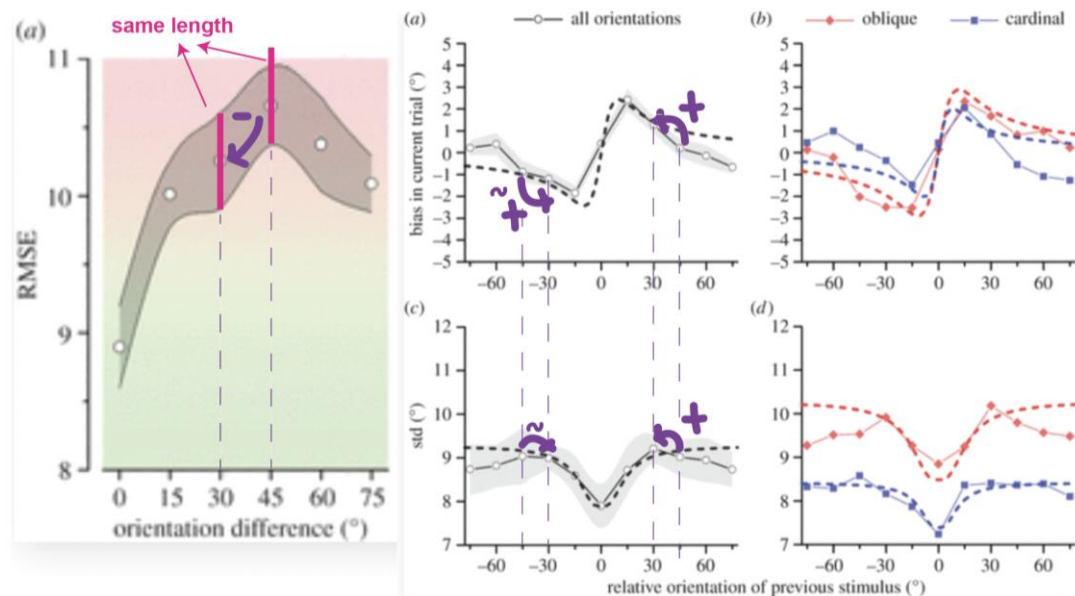 same length
(a)
11
10
9
8
RMSE
0 15 30 45 60 75
orientation difference (°)
−
(a) all orientations
5
4
3
2
1
0
−1
−2
−3
−4
−5
bias in current trial (°)
−60 −30 0 30 60
+
~
+
(b) oblique cardinal
5
4
3
2
1
0
−1
−2
−3
−4
−5
−60 −30 0 30 60
(c)
12
11
10
9
8
7
std (°)
−60 −30 0 30 60
~
+
(d)
12
11
10
9
8
7
−60 −30 0 30 60
relative orientation of previous stimulus (°)